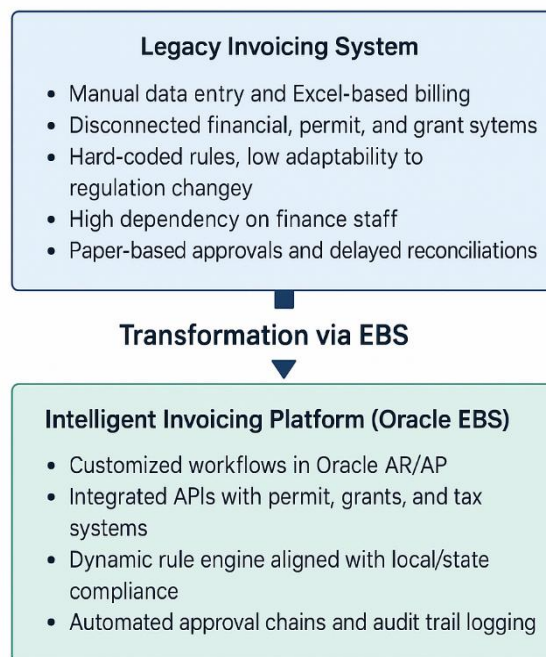 Legacy Invoicing System
• Manual data entry and Excel-based billing
• Disconnected financial, permit, and grant sytems
• Hard-coded rules, low adaptability to
regulation changey
• High dependency on finance staff
• Paper-based approvals and delayed reconciliations
Transformation via EBS
Intelligent Invoicing Platform (Oracle EBS)
• Customized workflows in Oracle AR/AP
• Integrated APIs with permit, grants, and tax
systems
• Dynamic rule engine aligned with local/state
compliance
• Automated approval chains and audit trail logging